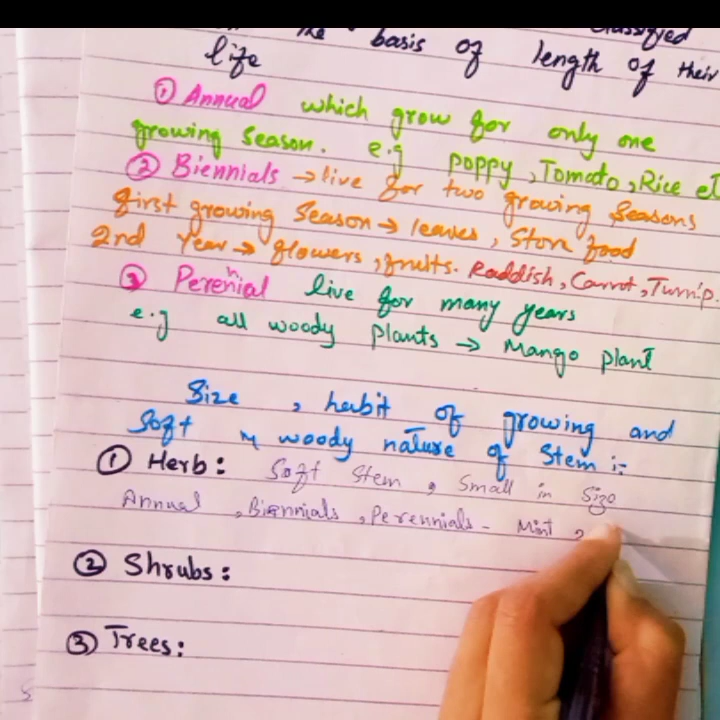 the basis of length of their
life
① Annual which grow for only one
growing season. e.g poppy, Tomato, Rice et
② Biennials → live for two growing seasons
first growing season → leaves, Store food
2nd Year → flowers, fruits. Raddish, Carrot, Turnip.
③ Perennial live for many years
e.g all woody plants → Mango plant
Size, habit of growing and
Soft woody nature of Stem :-
① Herb: Soft Stem, Small in Size
Annual, Biennials, Perennials - Mint,
② Shrubs:
③ Trees: